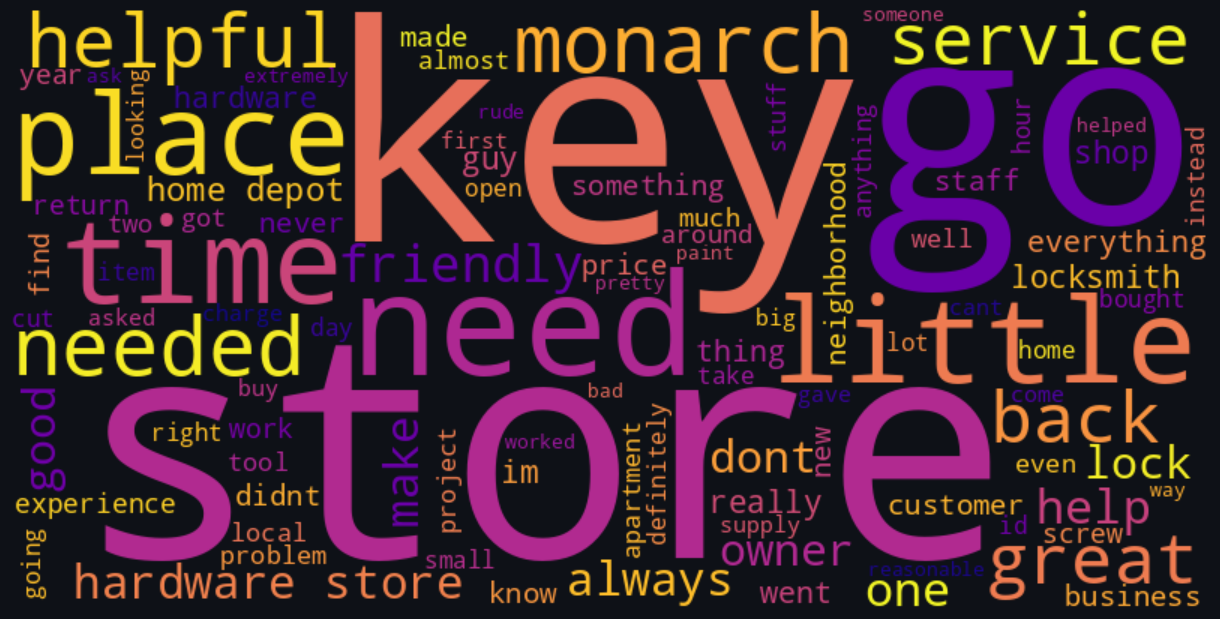 helpful
key
made
almost
monarch
someone
service
year
ask
looking
extremely
hardware
place
rude
stuff
go
hour
helped
shop
first
guy
open
something
anything
staff
instead
home depot
return
two
got
never
much
around
paint
neighborhood
well
everything
find
time
item
friendly
price
pretty
locksmith
bought
cut
asked
charge
day
need
big
little
cant
lot
home
needed
thing
take
buy
bad
gave
come
back
good
store
right
work
make
project
worked
im
apartment
definitely
dont
new
even
lock
tool
experience
didnt
really
customer
way
help
id
screw
local
problem
supply
owner
going
small
reasonable
great
hardware store
know
always
went
one
business